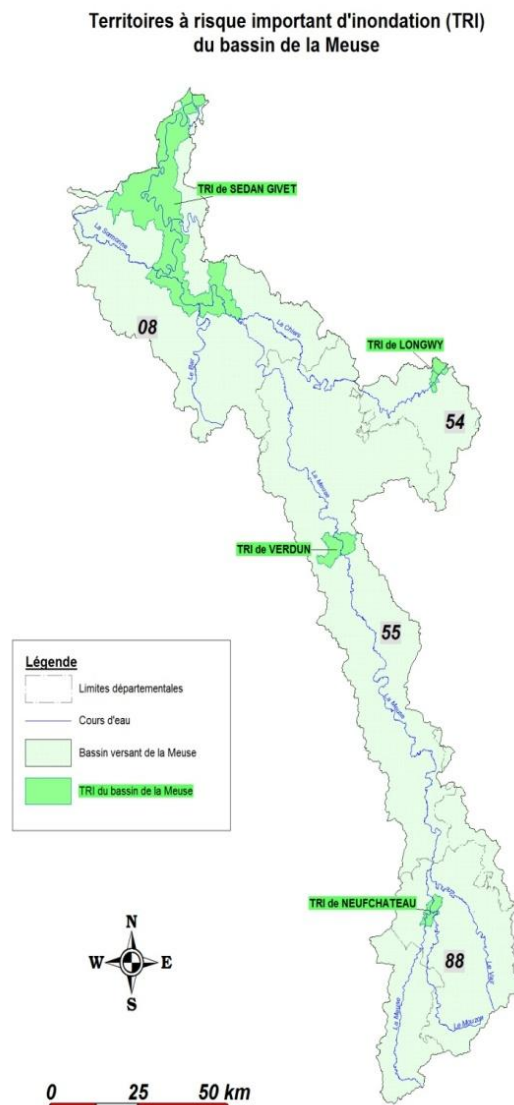 Territoires à risque important d'inondation (TRI)
du bassin de la Meuse
TRI de SEDAN GIVET
La Sormonne
08
La Bar
La Chiers
TRI de LONGWY
54
La Meuse
TRI de VERDUN
55
La Meuse
Légende
Limites départementales
Cours d'eau
Bassin versant de la Meuse
TRI du bassin de la Meuse
TRI de NEUFCHATEAU
88
Le Vair
La Meuse
Le Mouzon
N
W
E
S
0 25 50 km